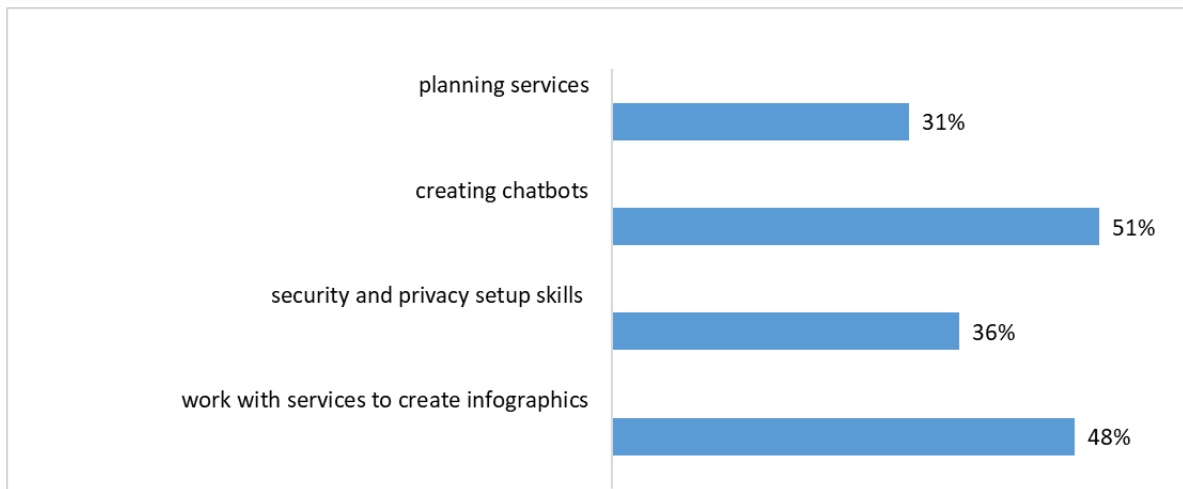 planning services
31%
creating chatbots
51%
security and privacy setup skills
36%
work with services to create infographics
48%